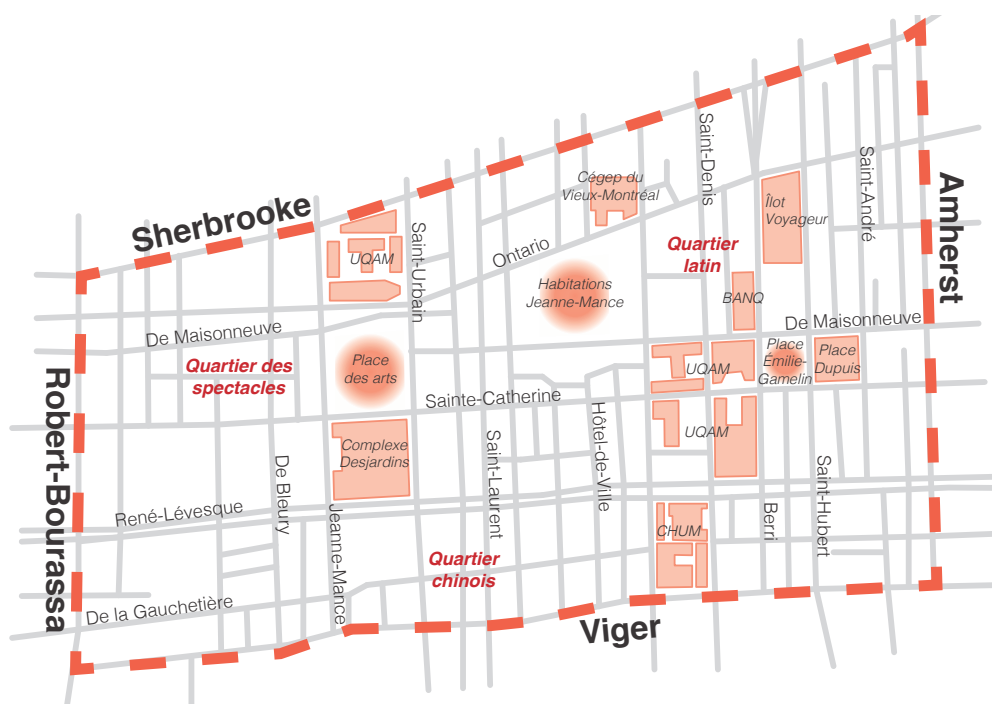 Sherbrooke
Amherst
Robert-Bourassa
Viger
Saint-Denis
Cégep du
Vieux-Montréal
Îlot
Voyageur
Saint-André
UQAM
Saint-Urbain
Ontario
Quartier
latin
Habitations
Jeanne-Mance
BANQ
De Maisonneuve
De Maisonneuve
Quartier des
spectacles
Place
des arts
UQAM
Place
Émilie-
Gamelin
Place
Dupuis
Sainte-Catherine
Hôtel-de-Ville
UQAM
Complexe
Desjardins
Saint-Laurent
De Bleury
Jeanne-Mance
René-Lévesque
CHUM
Berri
Saint-Hubert
Quartier
chinois
De la Gauchetière